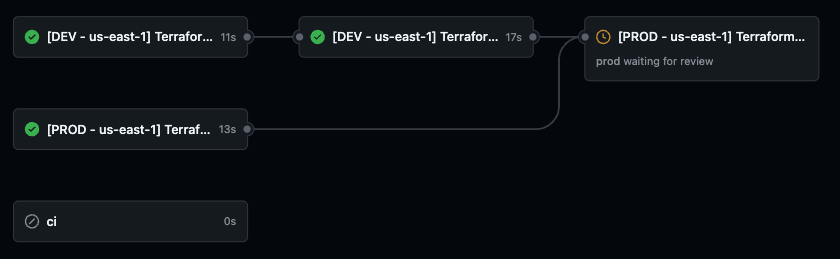 [DEV - us-east-1] Terrafor... 11s
[DEV - us-east-1] Terrafor... 17s
[PROD - us-east-1] Terraform...
prod waiting for review
[PROD - us-east-1] Terraf... 13s
ci 0s